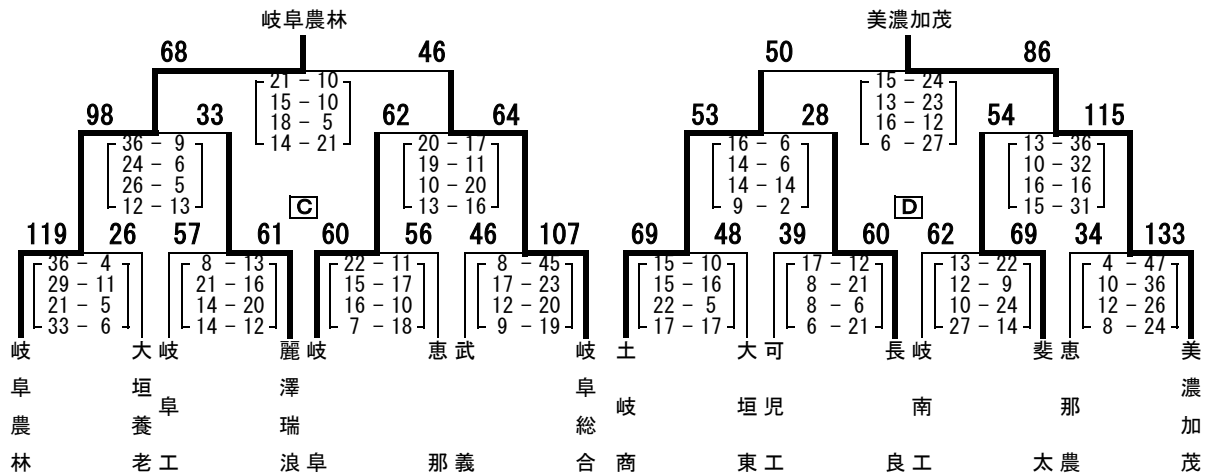 岐阜農林 美濃加茂
68 46 50 86
21 - 10 15 - 24
15 - 10 13 - 23
18 - 5 16 - 12
14 - 21 6 - 27
98 33 62 64 53 28 54 115
36 - 9 20 - 17 16 - 6 13 - 36
24 - 6 19 - 11 14 - 6 10 - 32
26 - 5 10 - 20 14 - 14 16 - 16
12 - 13 13 - 16 9 - 2 15 - 31
C D
119 26 57 61 60 56 46 107 69 48 39 60 62 69 34 133
36 - 4 8 - 13 22 - 11 8 - 45 15 - 10 17 - 12 13 - 22 4 - 47
29 - 11 21 - 16 15 - 17 17 - 23 15 - 16 8 - 21 12 - 9 10 - 36
21 - 5 14 - 20 16 - 10 12 - 20 22 - 5 8 - 6 10 - 24 12 - 26
33 - 6 14 - 12 7 - 18 9 - 19 17 - 17 6 - 21 27 - 14 8 - 24
岐阜農林
大垣養老
岐阜工
麗澤瑞浪
岐阜
恵那
武義
岐阜総合
土岐商
大垣東
可児工
長良
岐南工
斐太
恵那農
美濃加茂